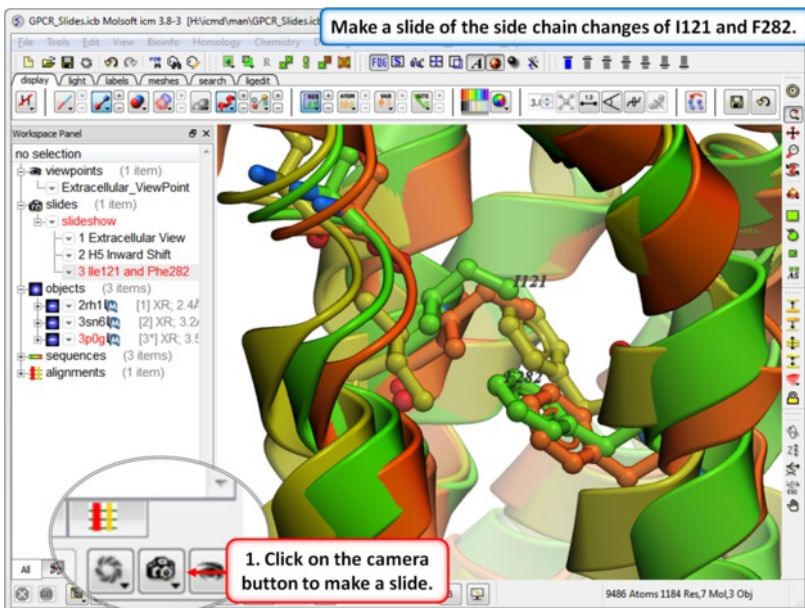 GPCR_Slides.icb Molsoft icm 3.8-3 [H:\icmd\man\GPCR_Slides.icb
Make a slide of the side chain changes of I121 and F282.
File Tools Edit View Bioinfo Homology Chemistry
display light labels meshes search ligedit
Workspace Panel
no selection
viewpoints (1 item)
Extracellular_ViewPoint
slides (1 item)
slideshow
1 Extracellular View
2 H5 Inward Shift
3 Ile121 and Phe282
objects (3 items)
2rh1 [1] XR; 2.4Å
3sn6 [2] XR; 3.2Å
3p0g [3*] XR; 3.5
sequences (3 items)
alignments (1 item)
I121
F282
1. Click on the camera
button to make a slide.
All
9486 Atoms 1184 Res,7 Mol,3 Obj